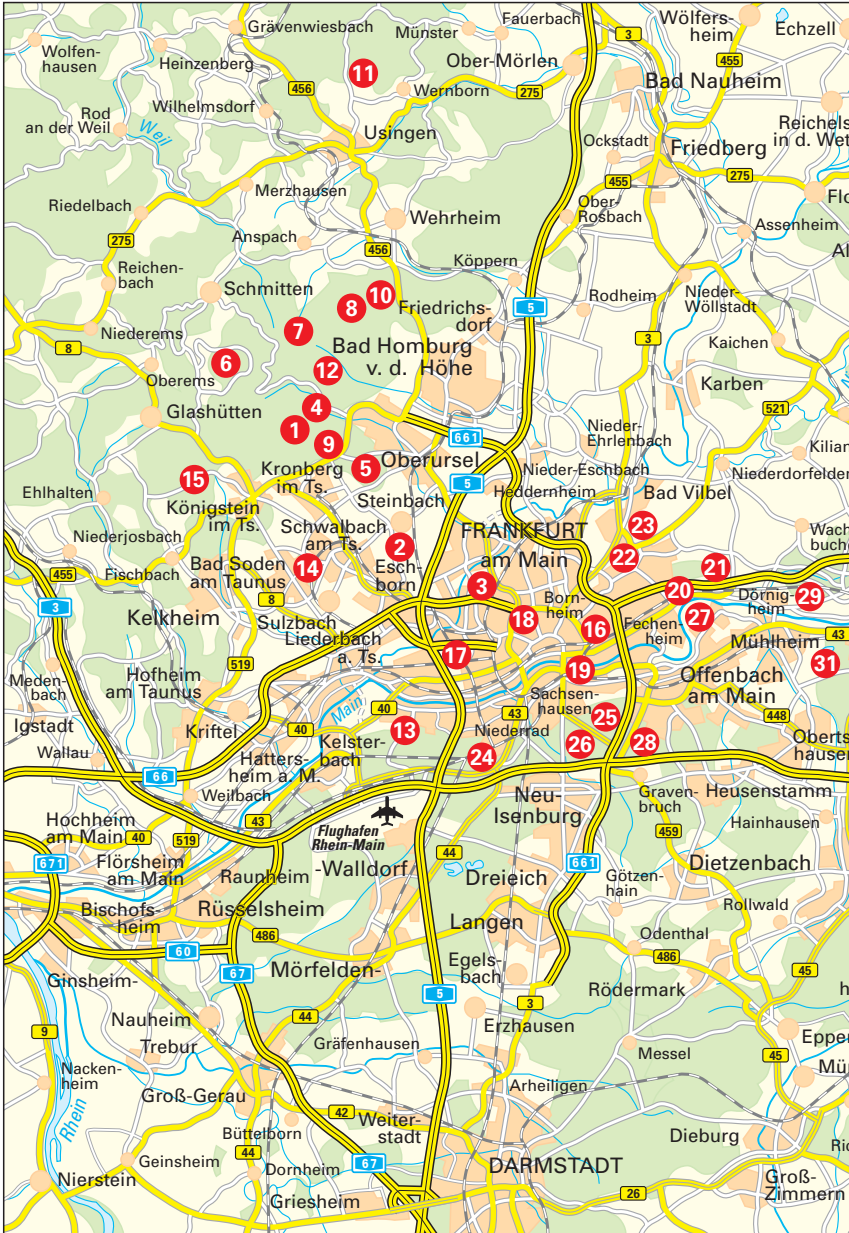 Grävenwiesbach
Münster
Fauerbach
3
Wölfers-
heim
Echzell
Wolfen-
hausen
Heinzenberg
Ober-Mörlen
455
11
Bad Nauheim
456
Wernborn
275
Wilhelmsdorf
Rod
an der Weil
Weil
Usingen
Reichels
in d. Wet
Ockstadt
Friedberg
275
Merzhausen
455
Flo
Riedelbach
Wehrheim
Ober-
Rosbach
Assenheim
275
Anspach
456
Al
Reichen-
bach
Köppern
Schmitten
10
8
Friedrichs-
dorf
5
Rodheim
Nieder-
Wöllstadt
7
Niederems
3
Kaichen
8
Bad Homburg
v. d. Höhe
6
12
Oberems
Karben
Glashütten
4
521
1
661
9
Nieder-
Ehrlenbach
Kilian
Kronberg
im Ts.
5
Oberursel
Nieder-Eschbach
Niederdorfelden
15
5
Ehlhalten
Königstein
im Ts.
Steinbach
Heddernheim
Bad Vilbel
23
Schwalbach
am Ts.
FRANKFURT
am Main
Niederjosbach
2
Wach
buche
22
Bad Soden
am Taunus
Esch-
born
21
455
Fischbach
14
3
20
Dörnig-
heim
29
3
8
Born-
heim
Kelkheim
Sulzbach
18
16
Fechen-
heim
27
Liederbach
a. Ts.
Mühlheim
43
519
17
31
Meden-
bach
Hofheim
am Taunus
19
Offenbach
am Main
Main
Sachsen-
hausen
40
43
448
Igstadt
Kriftel
40
13
25
Niederrad
Oberts
hausen
Kelster-
bach
26
28
Wallau
Hatters-
heim a. M.
24
66
Weilbach
Neu-
Isenburg
Graven-
bruch
Heusenstamm
Flughafen
Rhein-Main
Hochheim
am Main
40
519
43
459
Hainhausen
671
Flörsheim
am Main
44
661
Raunheim
-Walldorf
Dreieich
Götzen-
hain
Dietzenbach
Bischofs-
heim
Rüsselsheim
Langen
Rollwald
486
Odenthal
60
Egels-
bach
486
67
Mörfelden-
45
Ginsheim-
Rödermark
h
5
3
Nauheim
44
Erzhausen
9
Epper
Trebur
Gräfenhausen
Messel
45
Nacken-
heim
Mün
Arheiligen
Groß-Gerau
42
Weiter-
stadt
Büttelborn
Dieburg
Rhein
44
67
Geinsheim
Dornheim
DARMSTADT
Nierstein
Griesheim
26
Groß-
Zimmern